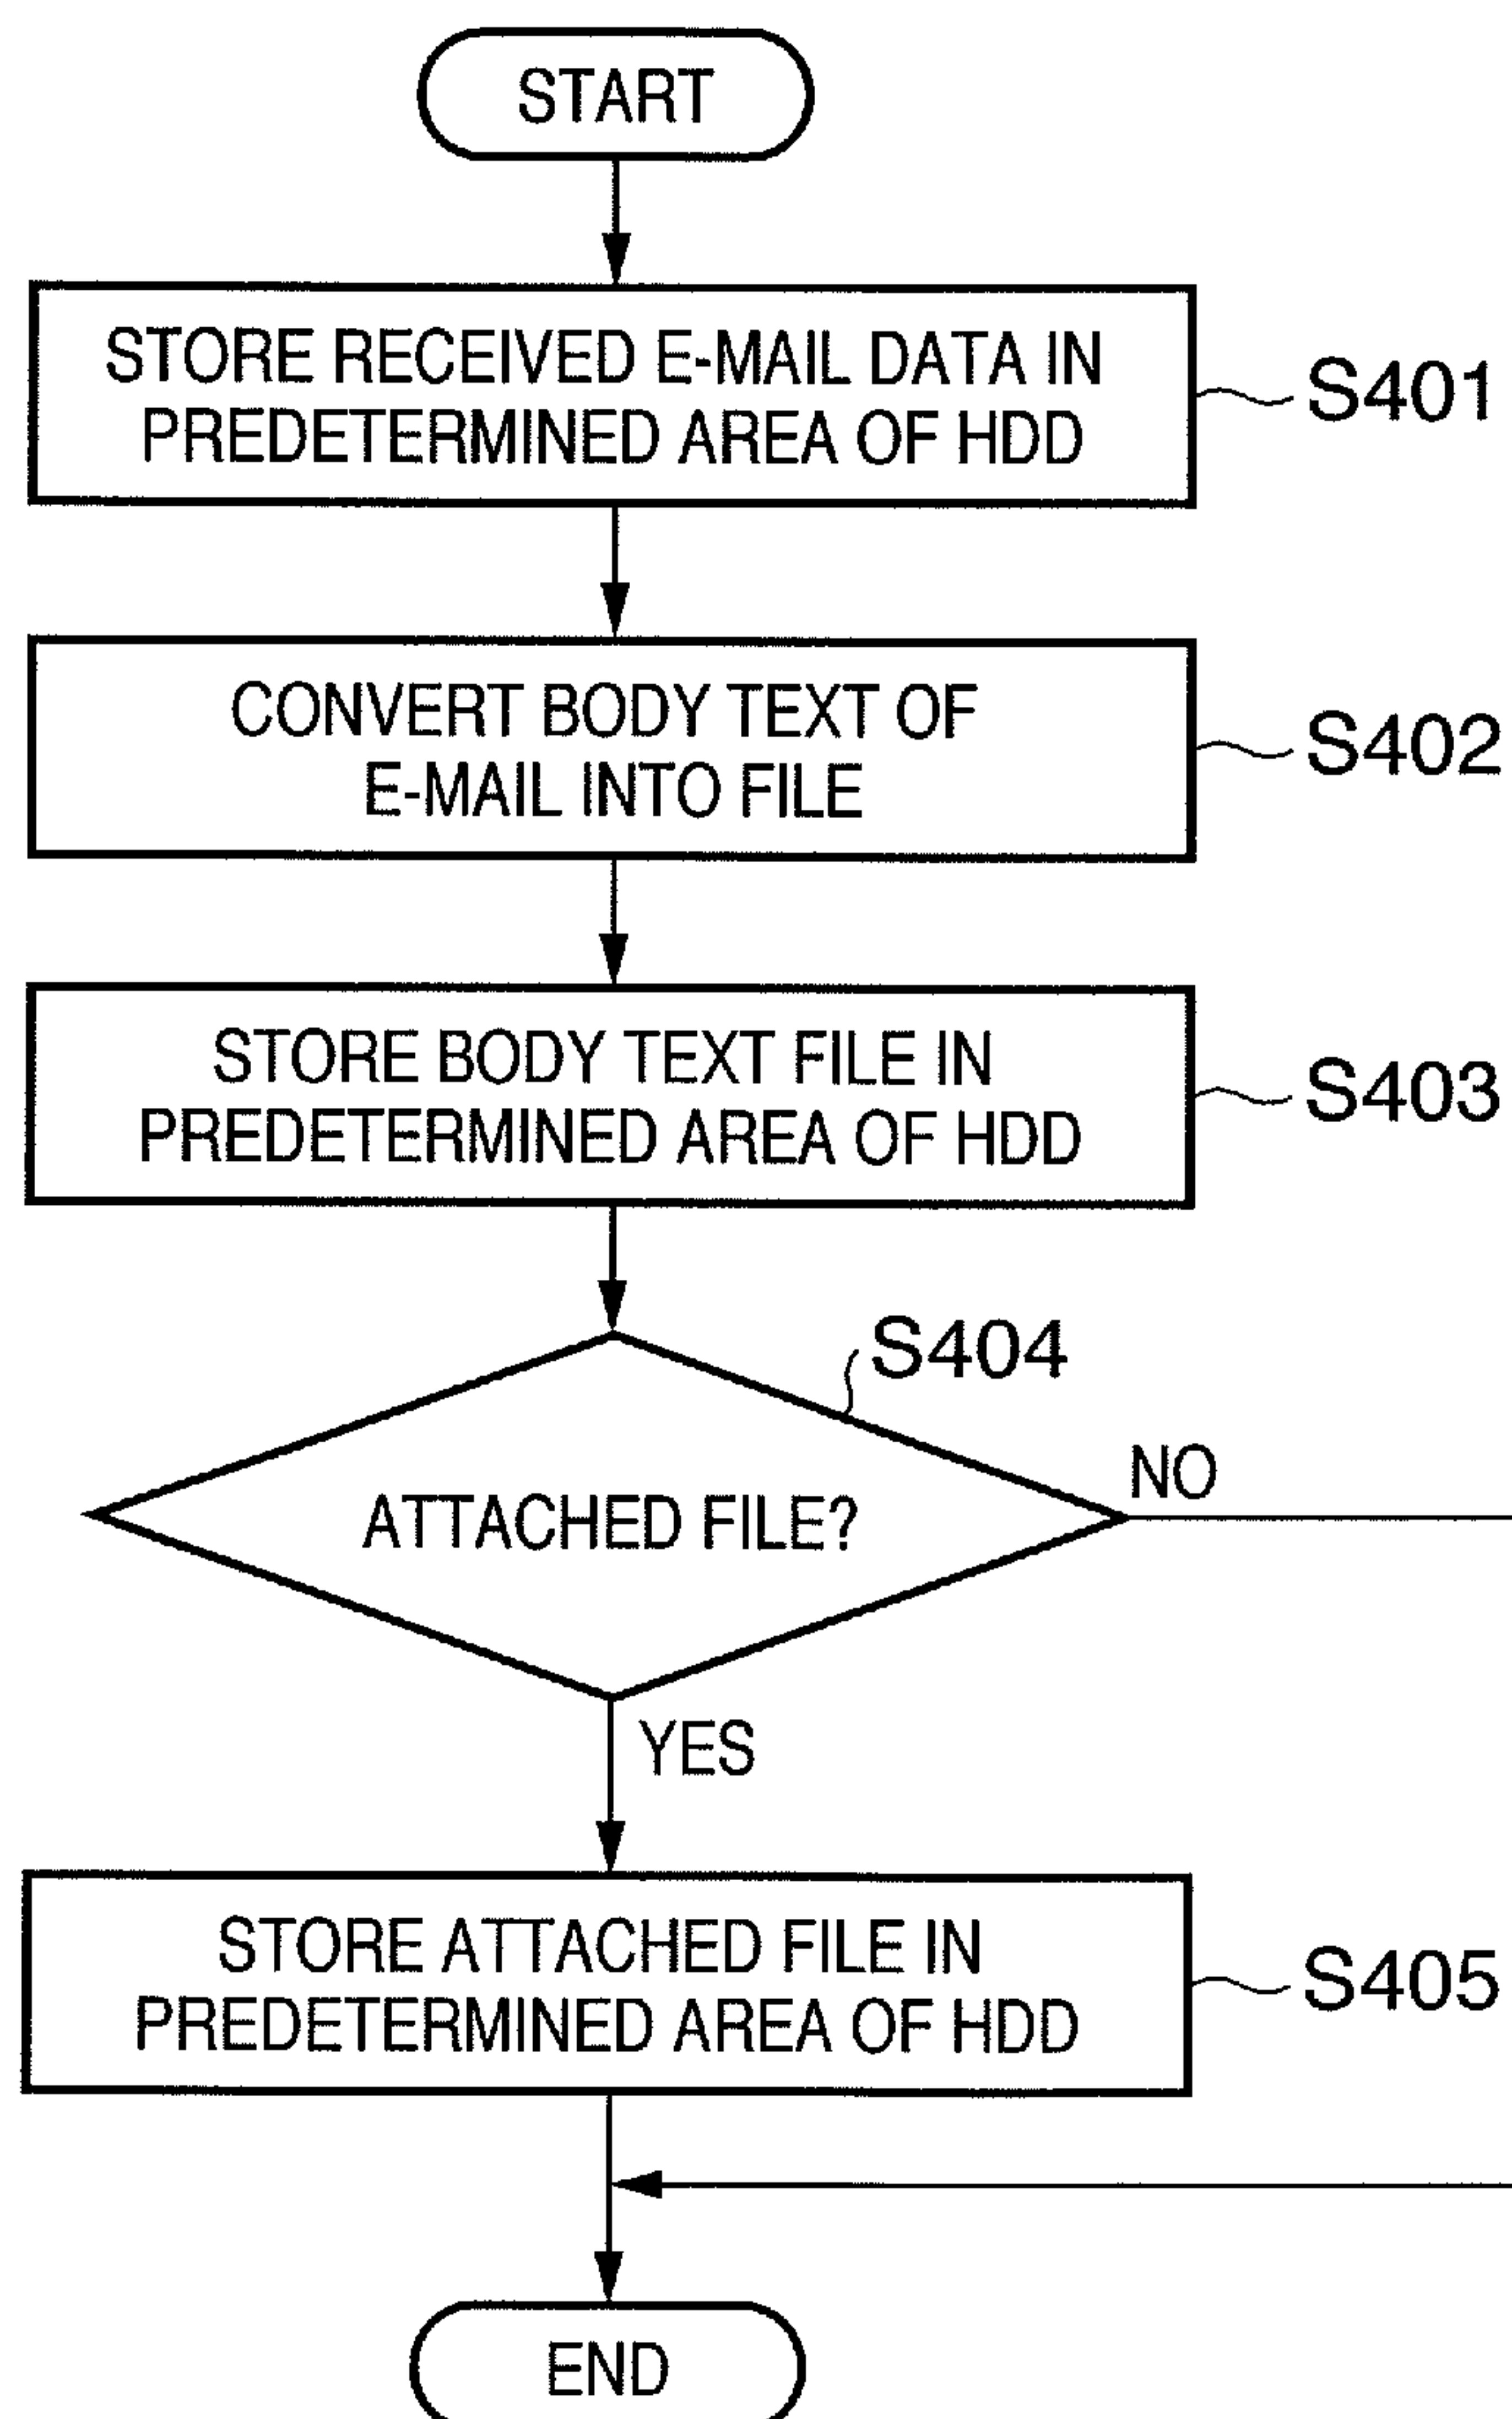 START
STORE RECEIVED E-MAIL DATA IN
PREDETERMINED AREA OF HDD
S401
CONVERT BODY TEXT OF
E-MAIL INTO FILE
S402
STORE BODY TEXT FILE IN
PREDETERMINED AREA OF HDD
S403
S404
ATTACHED FILE?
NO
YES
STORE ATTACHED FILE IN
PREDETERMINED AREA OF HDD
S405
END